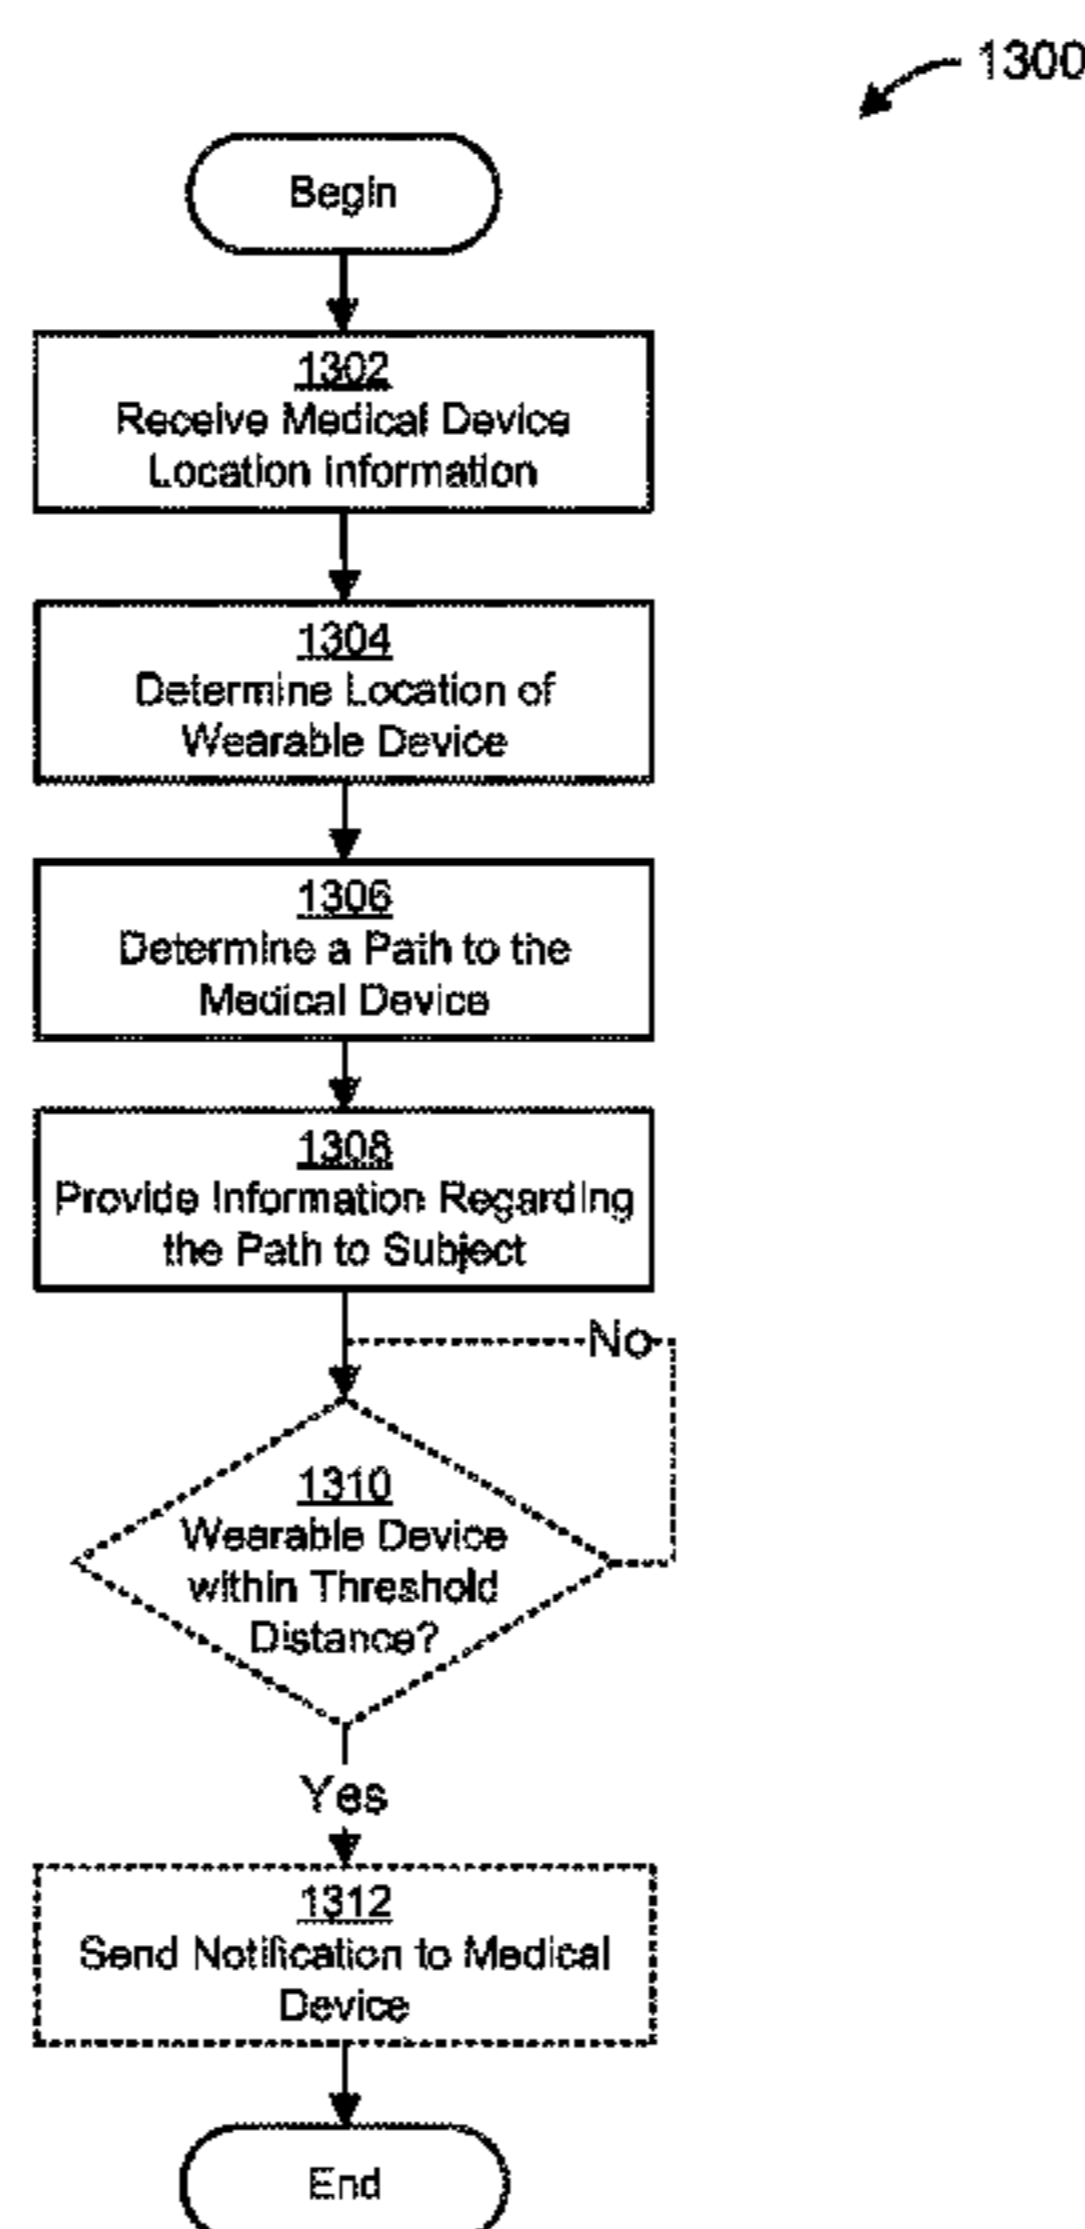 1300
Begin
1302
Receive Medical Device
Location Information
1304
Determine Location of
Wearable Device
1306
Determine a Path to the
Medical Device
1308
Provide Information Regarding
the Path to Subject
No
1310
Wearable Device
within Threshold
Distance?
Yes
1312
Send Notification to Medical
Device
End